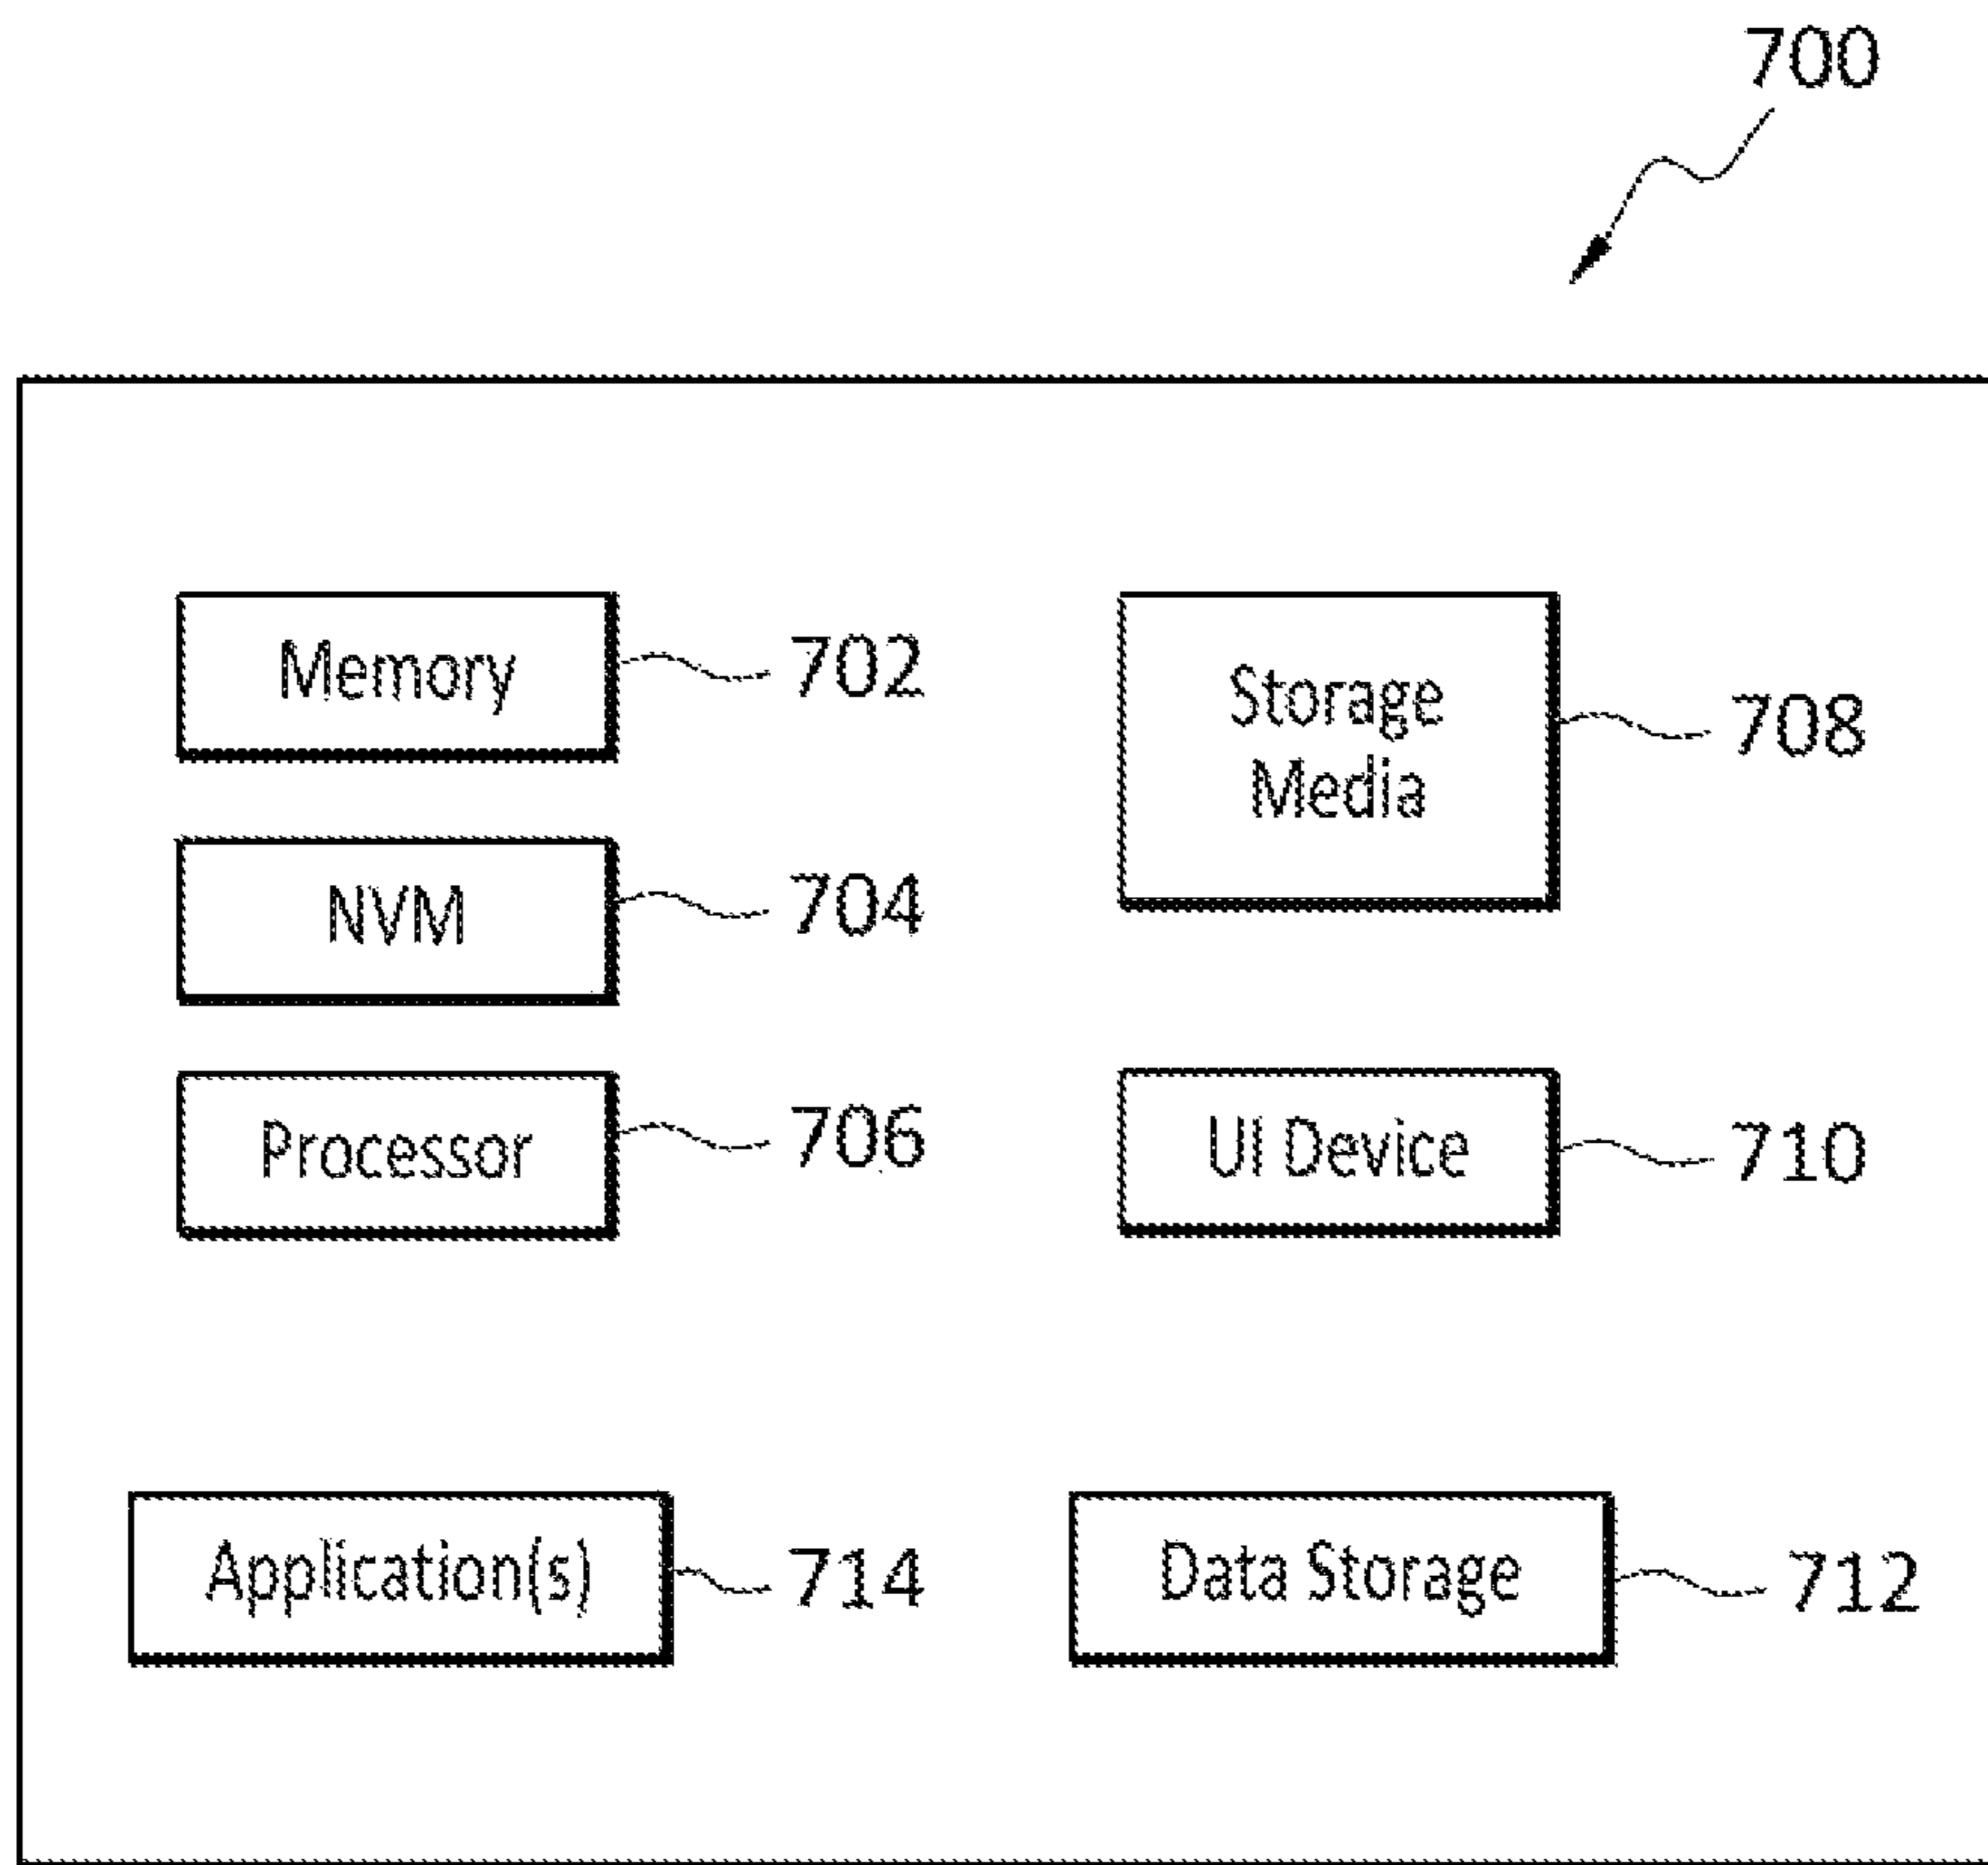 700
Memory 702
Storage
Media
708
NVM 704
Processor 706
UI Device 710
Application(s) 714
Data Storage 712